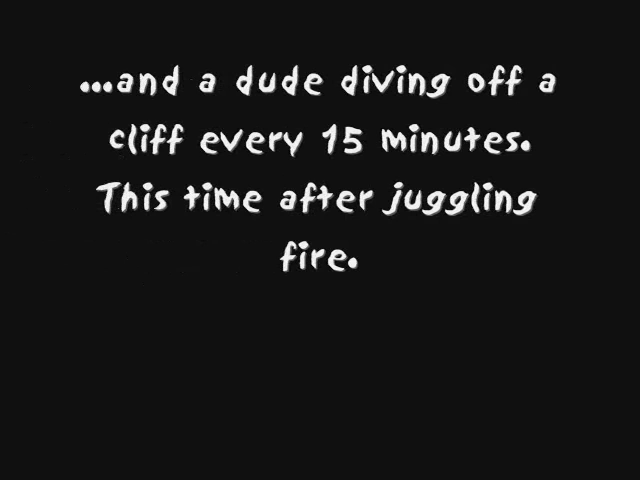 ...and a dude diving off a
cliff every 15 minutes.
This time after juggling
fire.